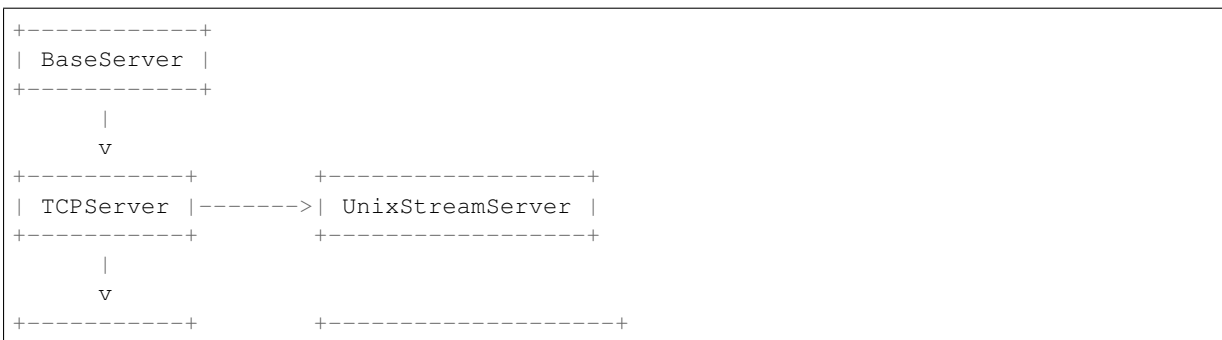 +------------+
| BaseServer |
+------------+
      |
      v
+-----------+        +------------------+
| TCPServer |------->| UnixStreamServer |
+-----------+        +------------------+
      |
      v
+-----------+        +--------------------+